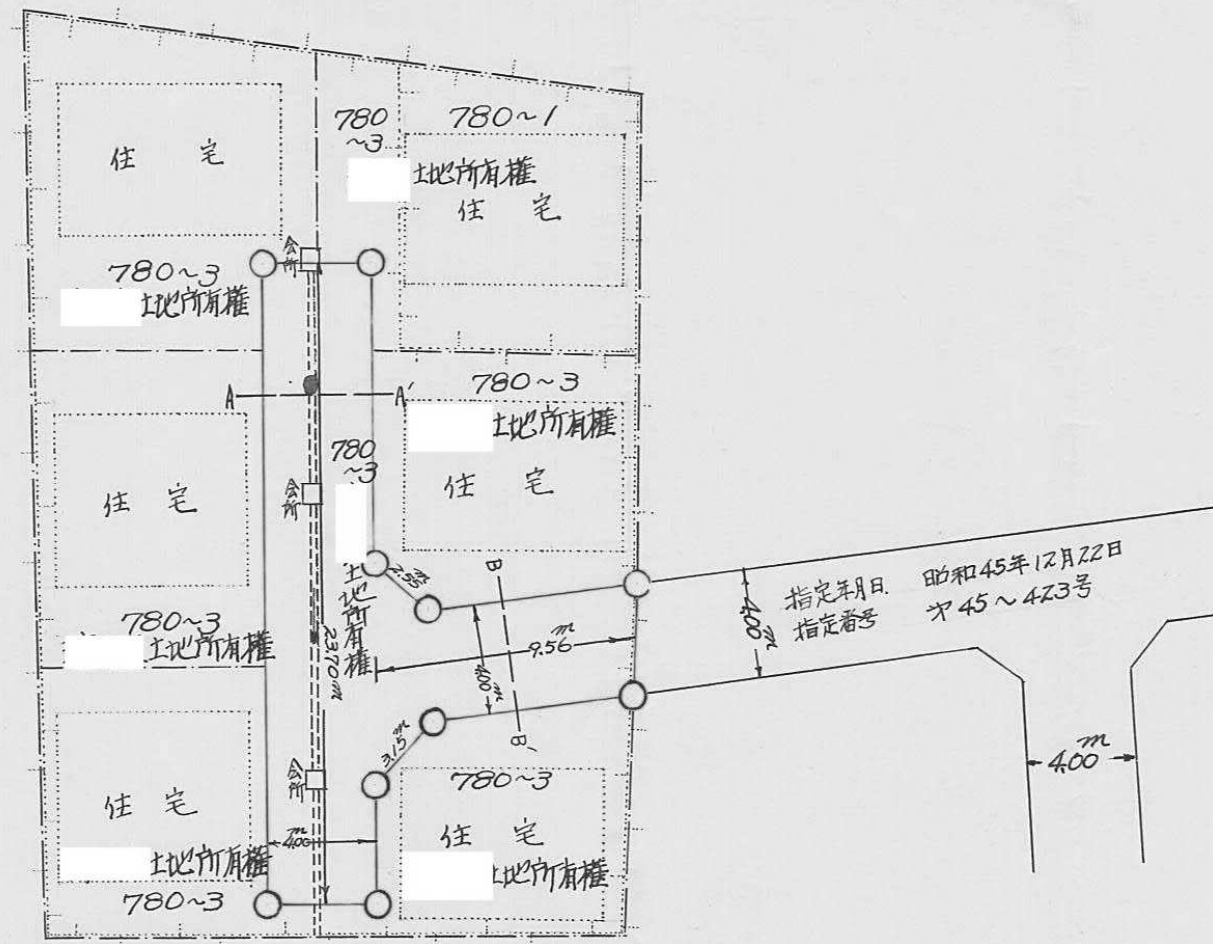 780
~3
780~1
土地所有権
住 宅
住 宅
会所
780~3
土地所有権
A
A′
780~3
土地所有権
住 宅
780
~3
土地所有権
会所
住 宅
780~3
土地所有権
2.55m
B
B′
4.00m
9.56m
23.70m
4.00m
指定年月日. 昭和45年12月22日
指定番号 オ45~423号
4.00m
3.15m
会所
780~3
住 宅
土地所有権
住 宅
土地所有権
780~3
4.00m